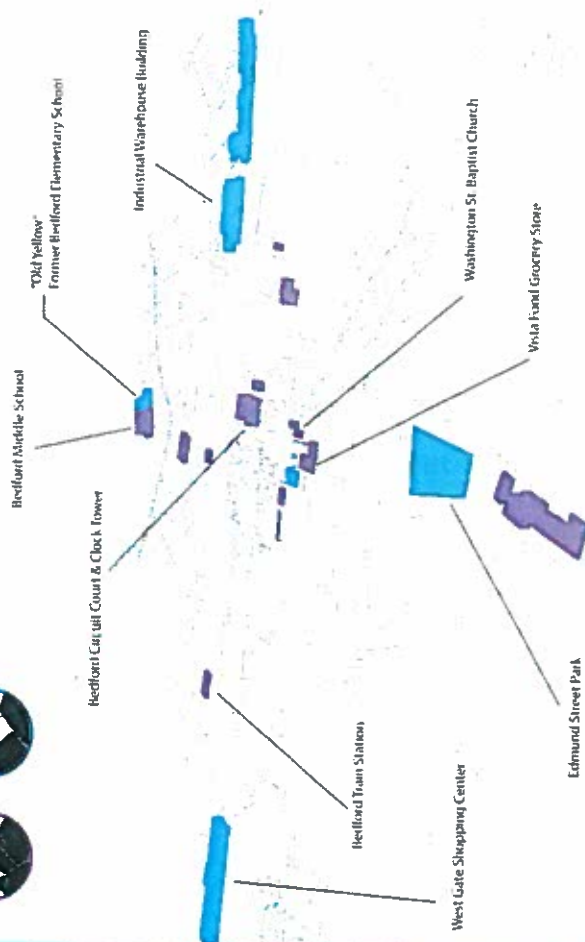 Bedford Middle School
"Old Yellow"
Former Bedford Elementary School
Industrial Warehouse Building
Bedford Circuit Court & Clock Tower
Bedford Train Station
West Gate Shopping Center
Washington St. Baptist Church
Vista Food Grocery Store
Edmund Street Park